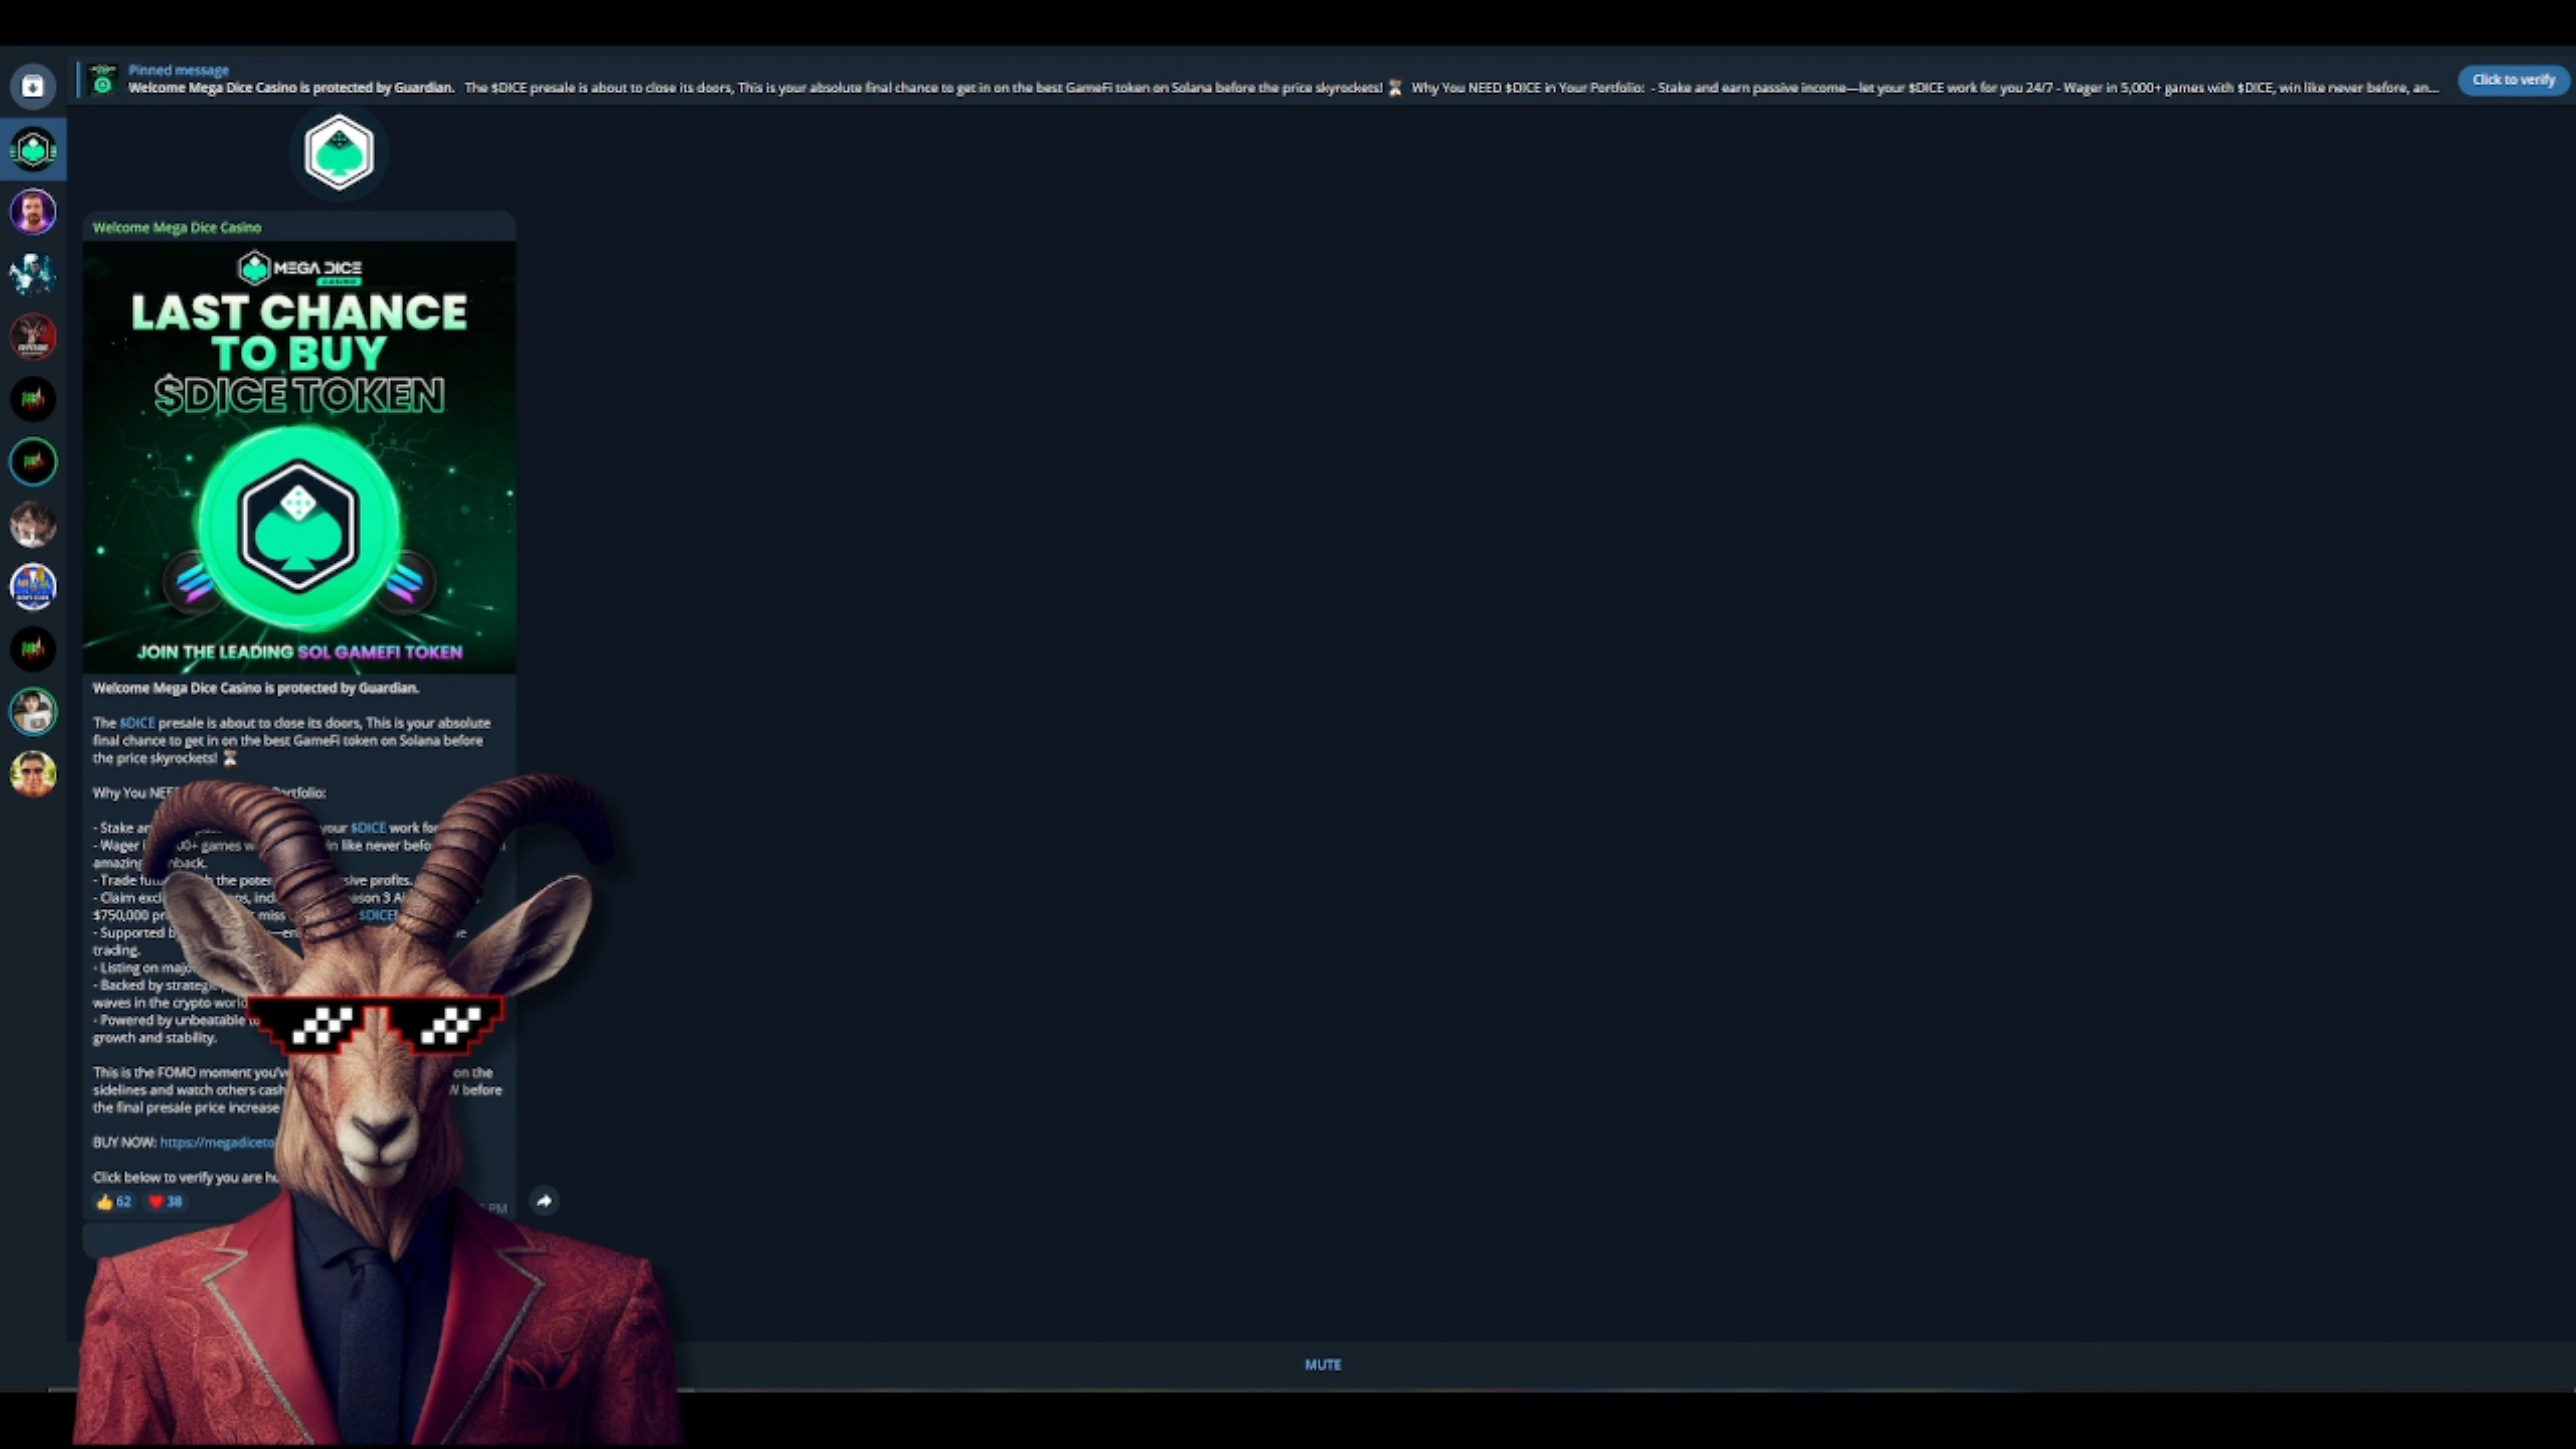 Pinned message
Welcome Mega Dice Casino is protected by Guardian. The $DICE presale is about to close its doors, This is your absolute final chance to get in on the best GameFi token on Solana before the price skyrockets! ⏳ Why You NEED $DICE in Your Portfolio: - Stake and earn passive income—let your $DICE work for you 24/7 - Wager in 5,000+ games with $DICE, win like never before, an...
Click to verify
Welcome Mega Dice Casino
MEGA DICE
CASINO
LAST CHANCE
TO BUY
$DICE TOKEN
JOIN THE LEADING SOL GAMEFI TOKEN
Welcome Mega Dice Casino is protected by Guardian.
The $DICE presale is about to close its doors, This is your absolute
final chance to get in on the best GameFi token on Solana before
the price skyrockets! ⏳
Why You
- Stake your $DICE work
- Wager games like never
amazing
- Trade the profits.
- Claim
$750,000 miss $DICE!
- Supported
trading.
- Listing on
- Backed by
waves in the crypto
- Powered by unbeatable
growth and stability.
This is the FOMO moment on the
sidelines and watch others before
the final presale price increase
BUY NOW: https://megadiceto
Click below to verify you are
👍 62 ❤️ 38
PM
MUTE